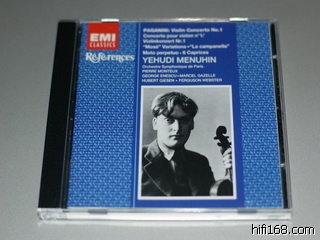 EMI
CLASSICS
Références
PAGANINI: Violin Concerto No.1
Concerto pour violon n°1/
Violinkonzert Nr.1
"Mosè" Variations • "La campanella"
Moto perpetuo • 6 Caprices
YEHUDI MENUHIN
Orchestre Symphonique de Paris
PIERRE MONTEUX
GEORGE ENESCU • MARCEL GAZELLE
HUBERT GIESEN • FERGUSON WEBSTER
hifi168.com